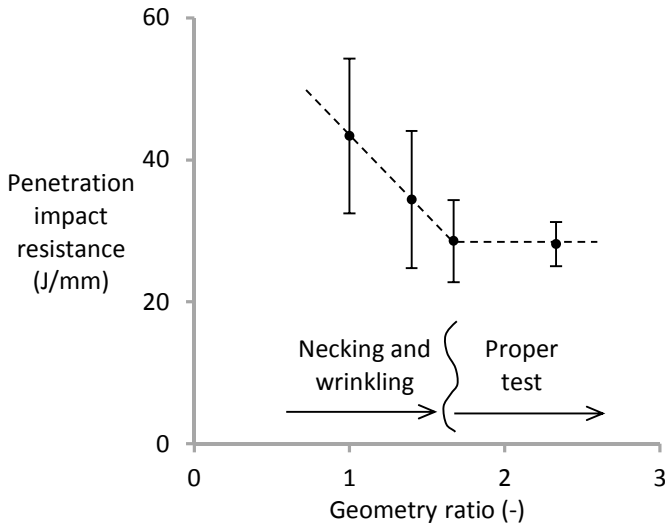 60
40
20
0
Penetration
impact
resistance
(J/mm)
Necking and
wrinkling
Proper
test
0
1
2
3
Geometry ratio (-)